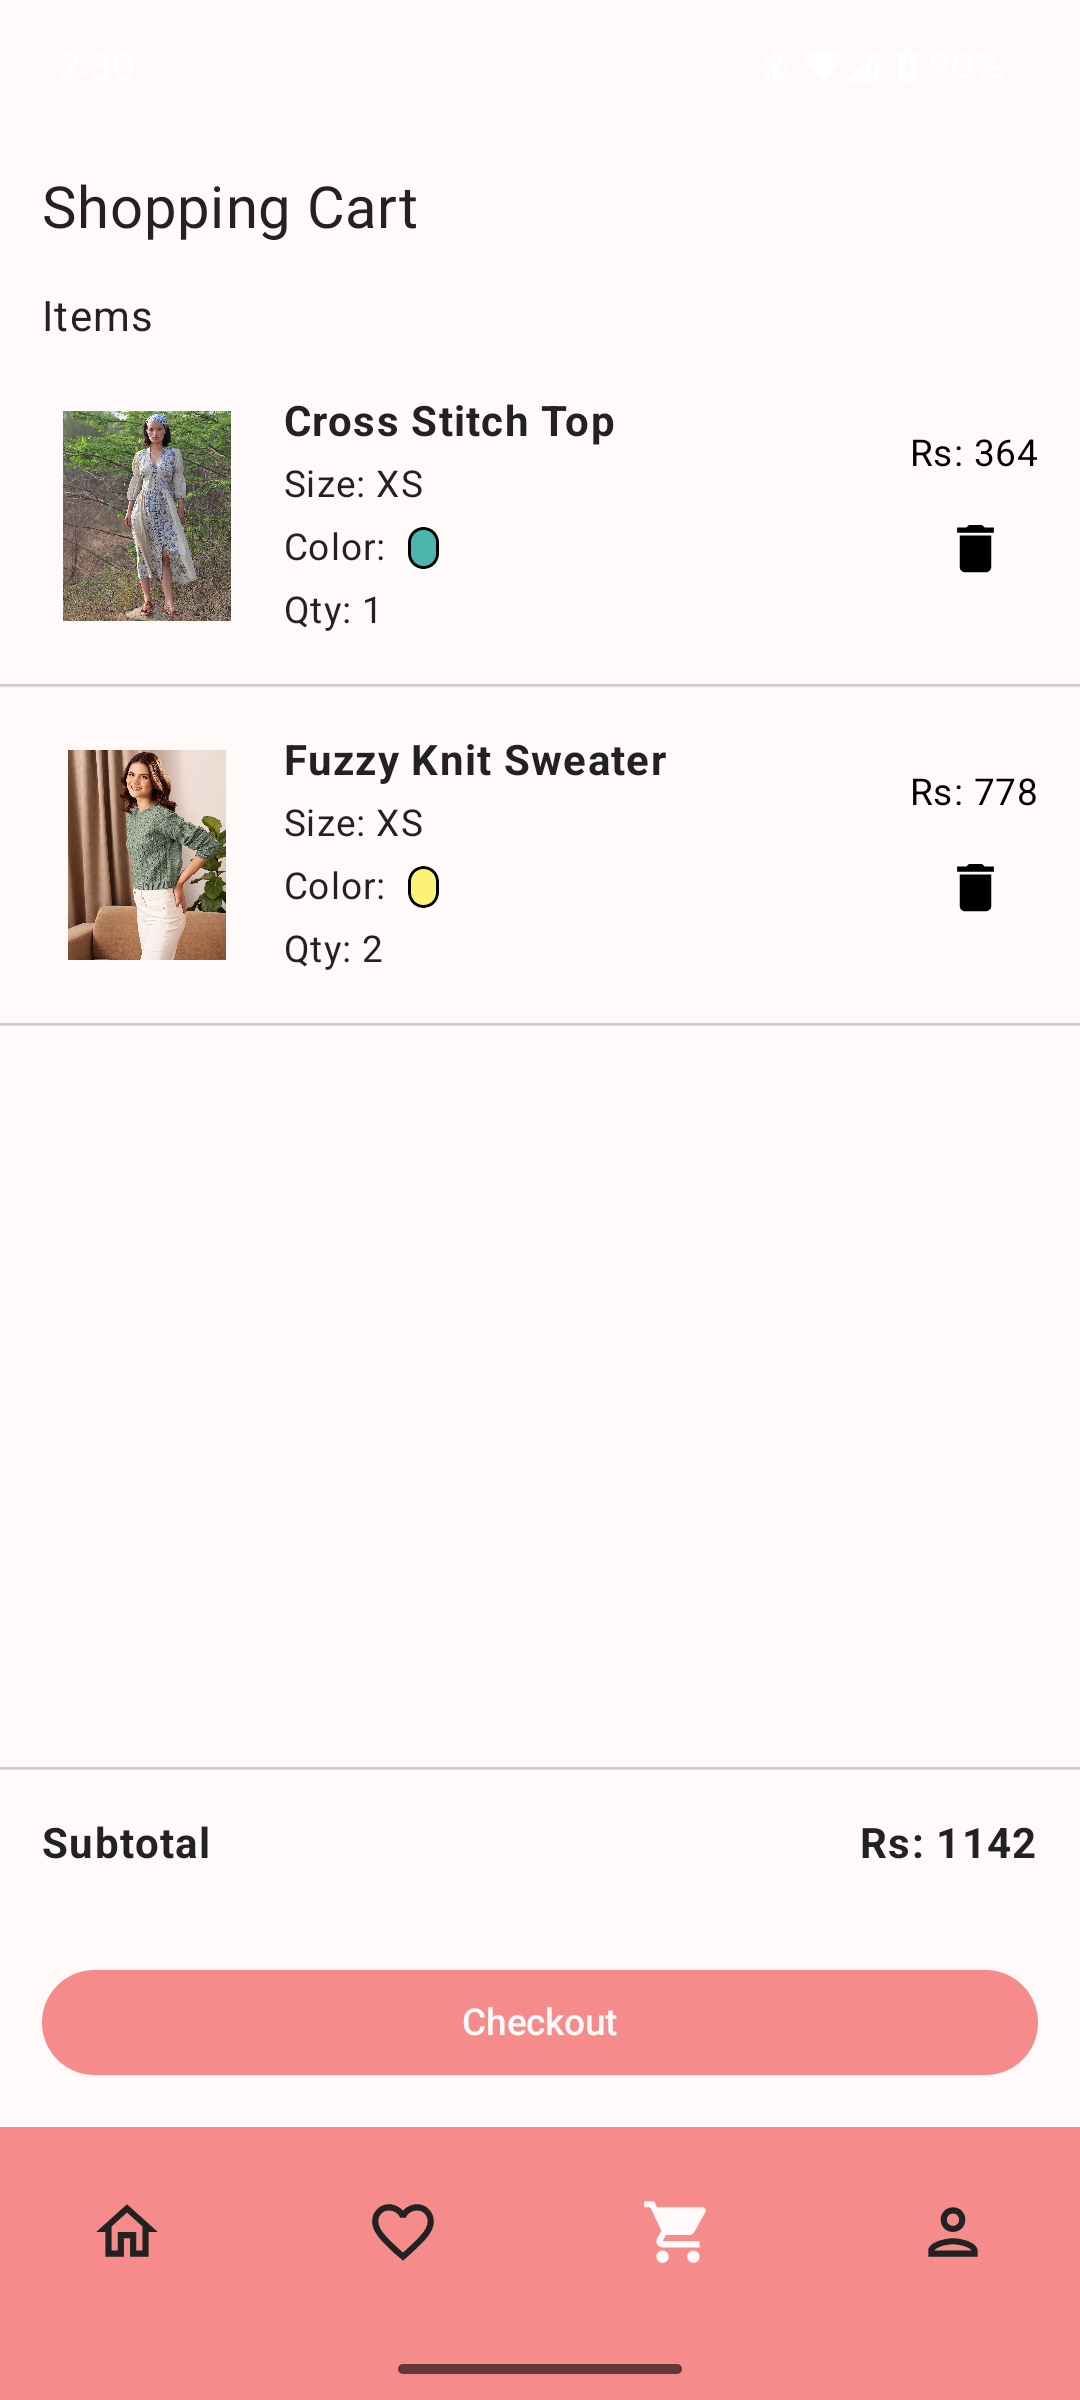 2:30 90%
Shopping Cart
Items
Cross Stitch Top
Size: XS
Color:
Qty: 1
Rs: 364
Fuzzy Knit Sweater
Size: XS
Color:
Qty: 2
Rs: 778
Subtotal Rs: 1142
Checkout